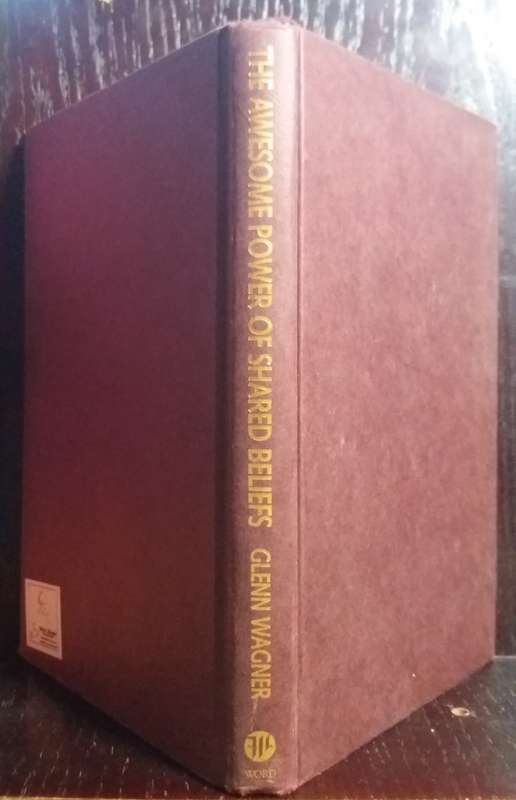 THE AWESOME POWER OF SHARED BELIEFS
GLENN WAGNER
WORD